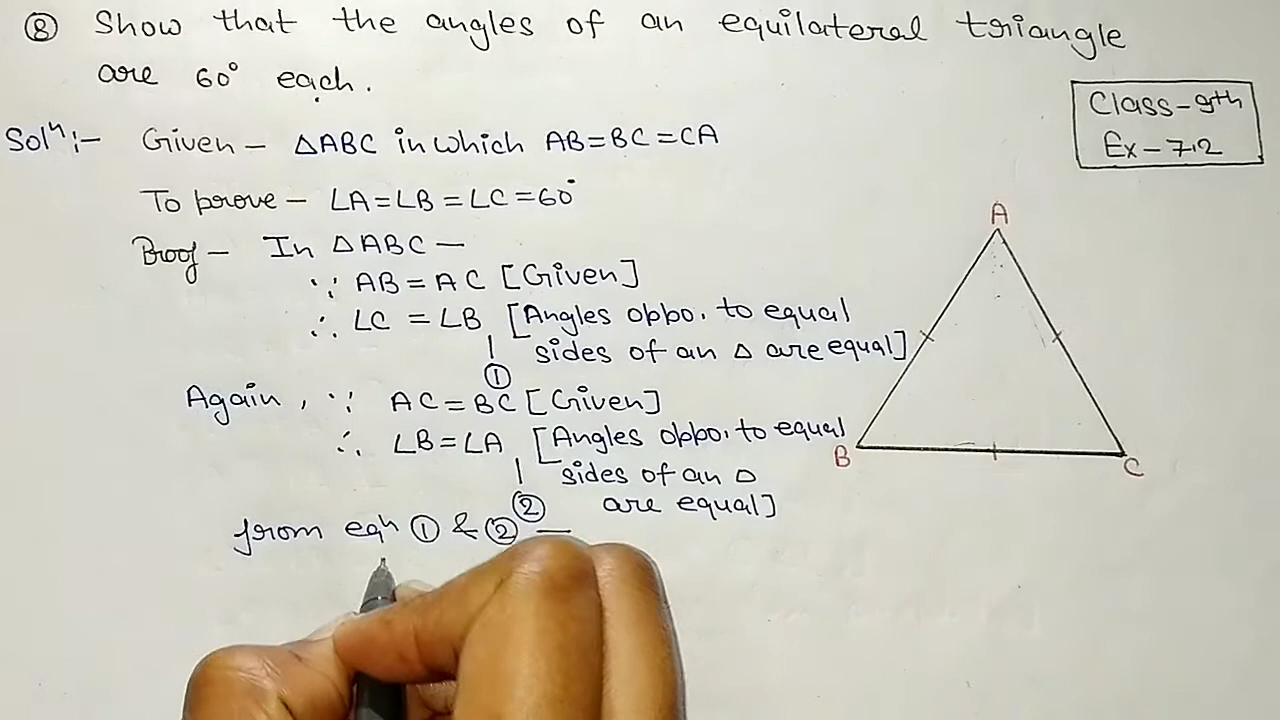 ⑧ Show that the angles of an equilateral triangle
are 60° each.
Class-9th
Ex-7.2
Solⁿ:- Given - △ABC in which AB=BC=CA
To prove - ∠A=∠B=∠C=60°
Proof - In △ABC -
∵ AB=AC [Given]
∴ ∠C=∠B [Angles oppo. to equal
sides of an △ are equal]
①
Again, ∵ AC=BC [Given]
∴ ∠B=∠A [Angles oppo. to equal
sides of an △
are equal]
②
from eqⁿ ① & ② -
A
B
C